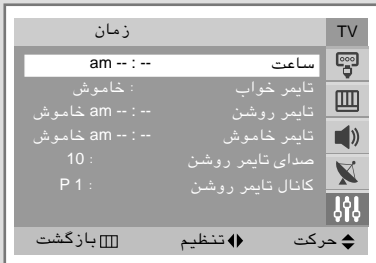 زمان
TV
ساعت am -- : --
تایمر خواب : خاموش
تایمر روشن am -- : -- خاموش
تایمر خاموش am -- : -- خاموش
صدای تایمر روشن : 10
کانال تایمر روشن : P 1
حرکت تنظیم بازگشت